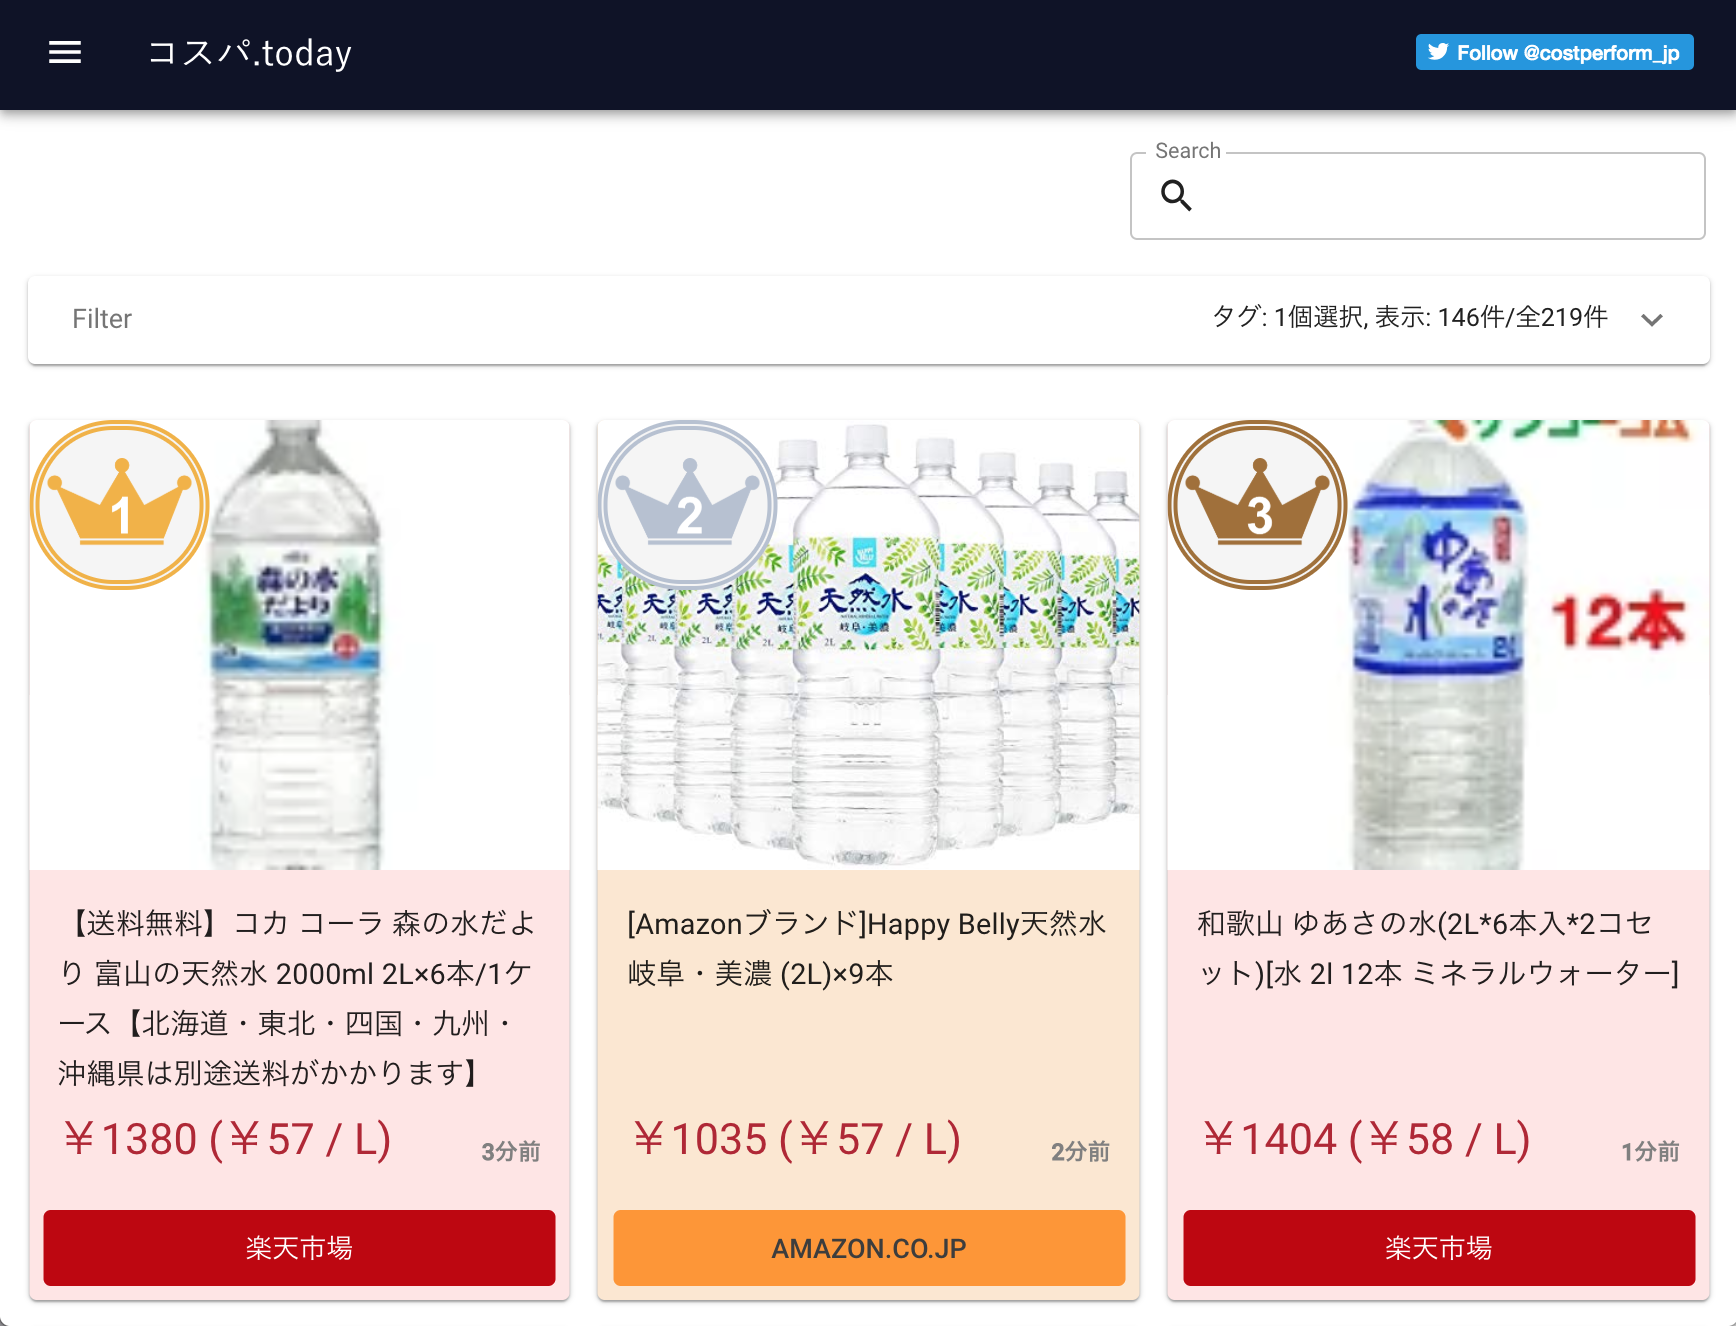 コスパ.today
Follow @costperform_jp
Search
Filter
タグ: 1個選択, 表示: 146件/全219件
1
森の水
だより
2
天然水
岐阜・美濃
2L
3
ゆあさ
の水
2L
12本
【送料無料】コカ コーラ 森の水だよ
り 富山の天然水 2000ml 2L×6本/1ケ
ース【北海道・東北・四国・九州・
沖縄県は別途送料がかかります】
￥1380 (￥57 / L)
3分前
楽天市場
[Amazonブランド]Happy Belly天然水
岐阜・美濃 (2L)×9本
￥1035 (￥57 / L)
2分前
AMAZON.CO.JP
和歌山 ゆあさの水(2L*6本入*2コセ
ット)[水 2l 12本 ミネラルウォーター]
￥1404 (￥58 / L)
1分前
楽天市場